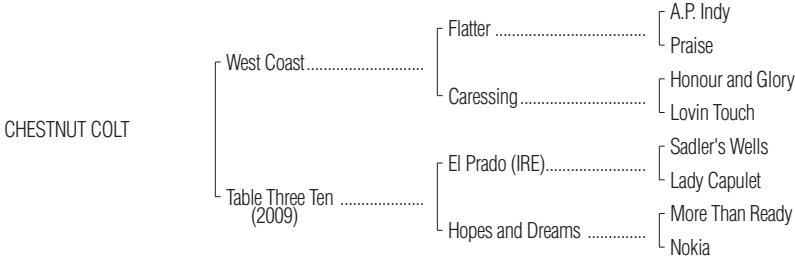 A.P. Indy
Flatter ....................................
Praise
West Coast...........................
Honour and Glory
Caressing..............................
Lovin Touch
CHESTNUT COLT
Sadler's Wells
El Prado (IRE)........................
Lady Capulet
Table Three Ten ...................
(2009)
More Than Ready
Hopes and Dreams ..............
Nokia